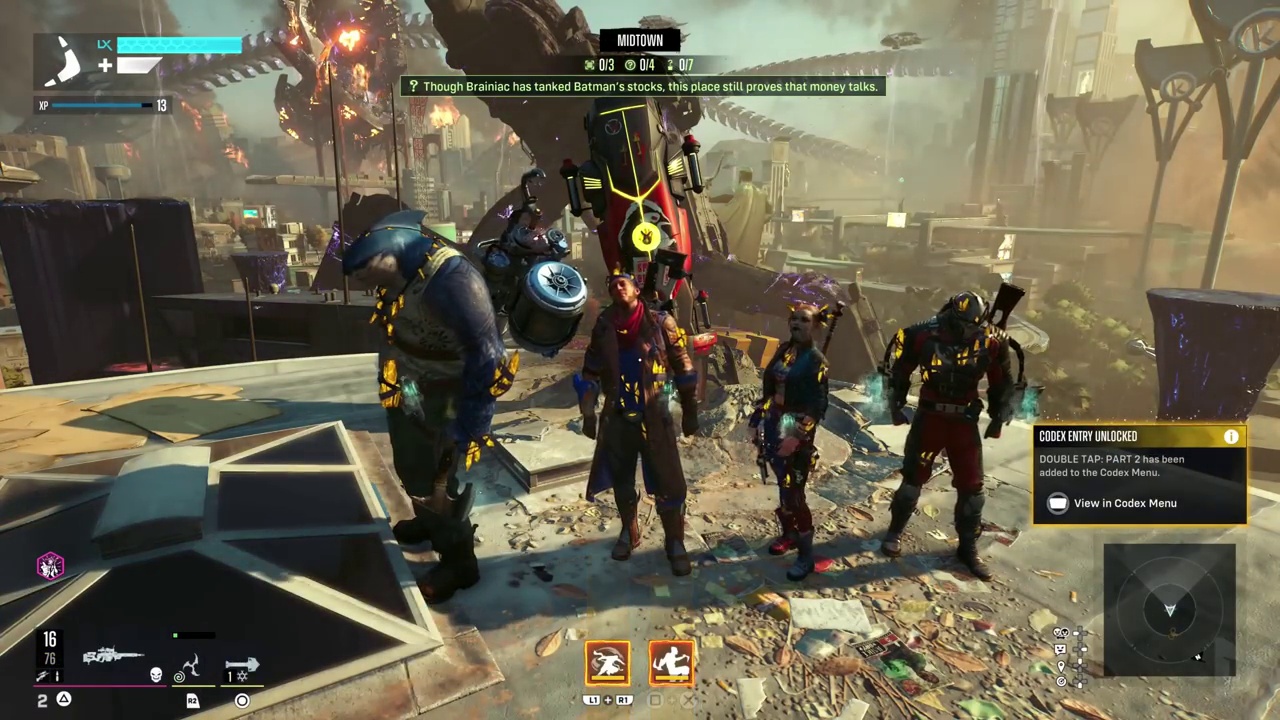 MIDTOWN
LX
0/3 0/4 0/7
? Though Brainiac has tanked Batman's stocks, this place still proves that money talks.
XP 13
CODEX ENTRY UNLOCKED
DOUBLE TAP: PART 2 has been
added to the Codex Menu.
View in Codex Menu
16
76
1
2 R2
L1 + R1